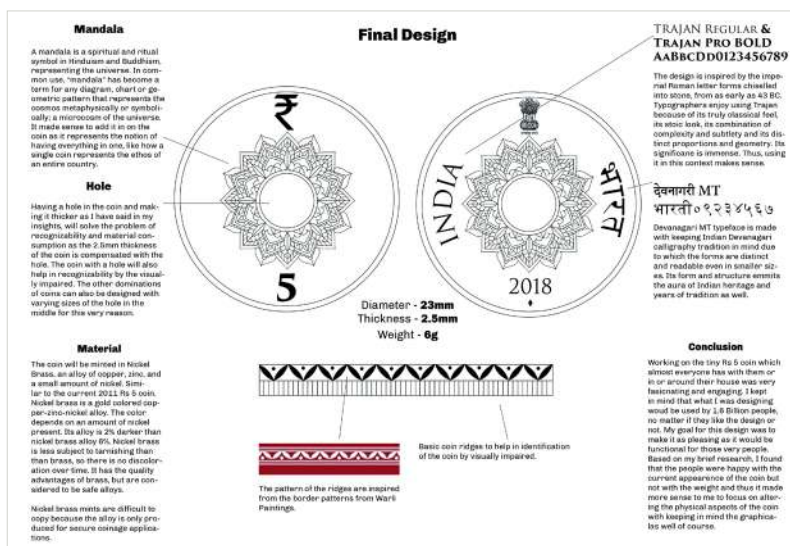 Final Design
Mandala
A mandala is a spiritual and ritual
symbol in Hinduism and Buddhism,
representing the universe. In com-
mon use, "mandala" has become a
term for any diagram, chart or ge-
ometric pattern that represents the
cosmos metaphysically or symboli-
cally; a microcosm of the universe.
It made sense to add it in on the
coin as it represents the notion of
having everything in one, like how a
single coin represents the ethos of
an entire country.
Hole
Having a hole in the coin and mak-
ing it thicker as I have said in my
insights, will solve the problem of
recognizability and material con-
sumption as the 2.5mm thickness
of the coin is compensated with the
hole. The coin with a hole will also
help in recognizability by the visual-
ly impaired. The other dominations
of coins can also be designed with
varying sizes of the hole in the
middle for this very reason.
Material
The coin will be minted in Nickel
Brass, an alloy of copper, zinc, and
a small amount of nickel. Simi-
lar to the current 2011 Rs 5 coin.
Nickel brass is a gold colored cop-
per-zinc-nickel alloy. The color
depends on an amount of nickel
present. Its alloy is 2% darker than
nickel brass alloy 6%. Nickel brass
is less subject to tarnishing than
than brass, so there is no discolor-
ation over time. It has the quality
advantages of brass, but are con-
sidered to be safe alloys.
Nickel brass mints are difficult to
copy because the alloy is only pro-
duced for secure coinage applica-
tions.
₹
5
INDIA
भारत
2018
Diameter - 23mm
Thickness - 2.5mm
Weight - 6g
The pattern of the ridges are inspired
from the border patterns from Warli
Paintings.
Basic coin ridges to help in identification
of the coin by visually impaired.
TRAJAN REGULAR &
TRAJAN PRO BOLD
AABBCCDD0123456789
The design is inspired by the impe-
rial Roman letter forms chiselled
into stone, from as early as 43 BC.
Typographers enjoy using Trajan
because of its truly classical feel,
its stoic look, its combination of
complexity and subtlety and its dis-
tinct proportions and geometry. Its
significane is immense. Thus, using
it in this context makes sense.
देवनागरी MT
भारती०९२३४५६७
Devanagari MT typeface is made
with keeping Indian Devanagari
calligraphy tradition in mind due
to which the forms are distinct
and readable even in smaller siz-
es. Its form and structure emmits
the aura of Indian heritage and
years of tradition as well.
Conclusion
Working on the tiny Rs 5 coin which
almost everyone has with them or
in or around their house was very
fasicnating and engaging. I kept
in mind that what I was designing
woud be used by 1.6 Billion people,
no matter if they like the design or
not. My goal for this design was to
make it as pleasing as it would be
functional for those very people.
Based on my brief research, I found
that the people were happy with the
current appearence of the coin but
not with the weight and thus it made
more sense to me to focus on alter-
ing the physical aspects of the coin
with keeping in mind the graphica-
las well of course.